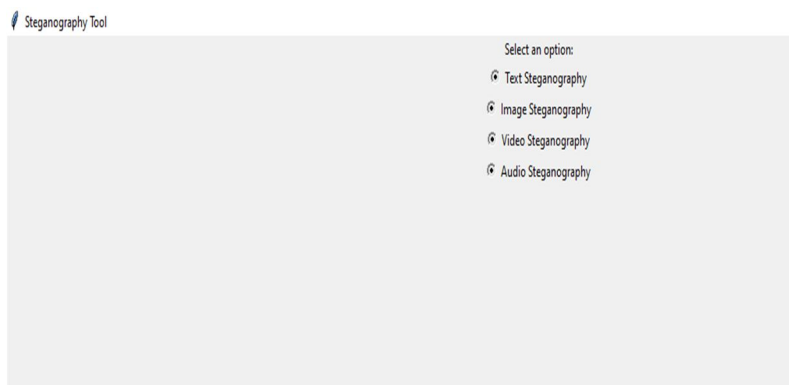 Steganography Tool
Select an option:
Text Steganography
Image Steganography
Video Steganography
Audio Steganography